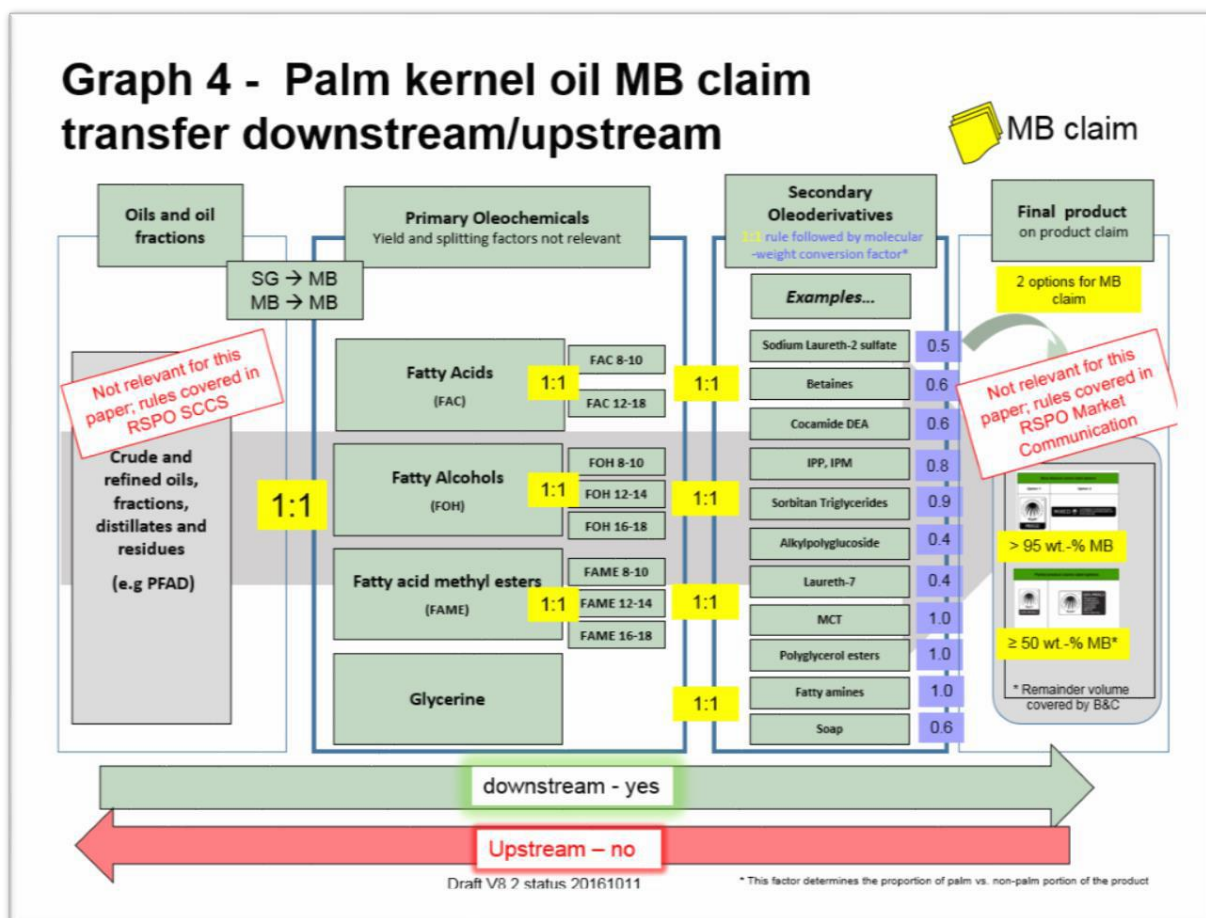 Graph 4 - Palm kernel oil MB claim
transfer downstream/upstream
MB claim
Oils and oil
fractions
Primary Oleochemicals
Yield and splitting factors not relevant
Secondary
Oleoderivatives
1:1 rule followed by molecular
-weight conversion factor*
Final product
on product claim
SG → MB
MB → MB
Examples...
2 options for MB
claim
Not relevant for this
paper; rules covered in
RSPO SCCS
Crude and
refined oils,
fractions,
distillates and
residues
(e.g PFAD)
1:1
Fatty Acids
(FAC)
1:1
FAC 8-10
FAC 12-18
1:1
Fatty Alcohols
(FOH)
1:1
FOH 8-10
FOH 12-14
FOH 16-18
1:1
Fatty acid methyl esters
(FAME)
1:1
FAME 8-10
FAME 12-14
FAME 16-18
1:1
Glycerine
1:1
Sodium Laureth-2 sulfate 0.5
Betaines 0.6
Cocamide DEA 0.6
IPP, IPM 0.8
Sorbitan Triglycerides 0.9
Alkylpolyglucoside 0.4
Laureth-7 0.4
MCT 1.0
Polyglycerol esters 1.0
Fatty amines 1.0
Soap 0.6
Not relevant for this
paper; rules covered in
RSPO Market
Communication
> 95 wt.-% MB
≥ 50 wt.-% MB*
* Remainder volume
covered by B&C
downstream - yes
Upstream – no
Draft V8 2 status 20161011
* This factor determines the proportion of palm vs. non-palm portion of the product